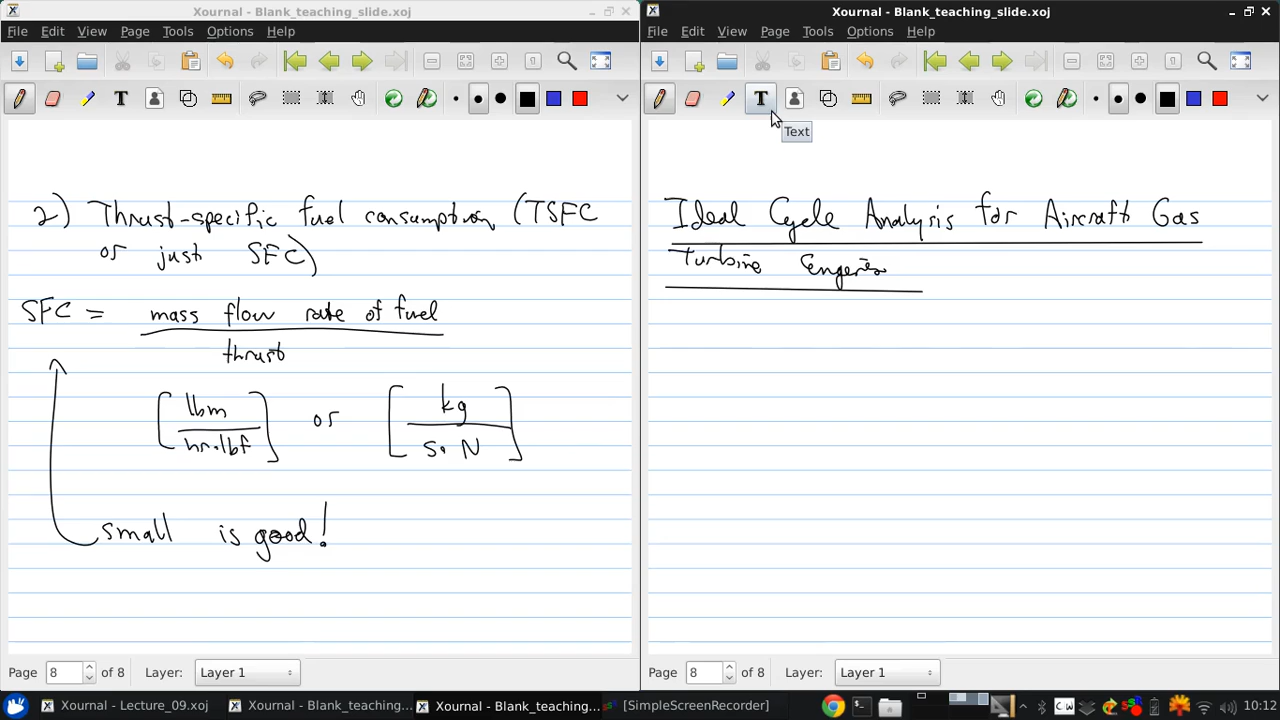 Xournal - Blank_teaching_slide.xoj
File Edit View Page Tools Options Help
2) Thrust-specific fuel consumption (TSFC
or just SFC)
SFC = mass flow rate of fuel
thrust
[lbm
hr·lbf] or [kg
s·N]
small is good!
Page 8 of 8 Layer: Layer 1
Xournal - Blank_teaching_slide.xoj
File Edit View Page Tools Options Help
Text
Ideal Cycle Analysis for Aircraft Gas
Turbine Engines
Page 8 of 8 Layer: Layer 1
Xournal - Lecture_09.xoj Xournal - Blank_teaching... Xournal - Blank_teaching... [SimpleScreenRecorder] 10:12